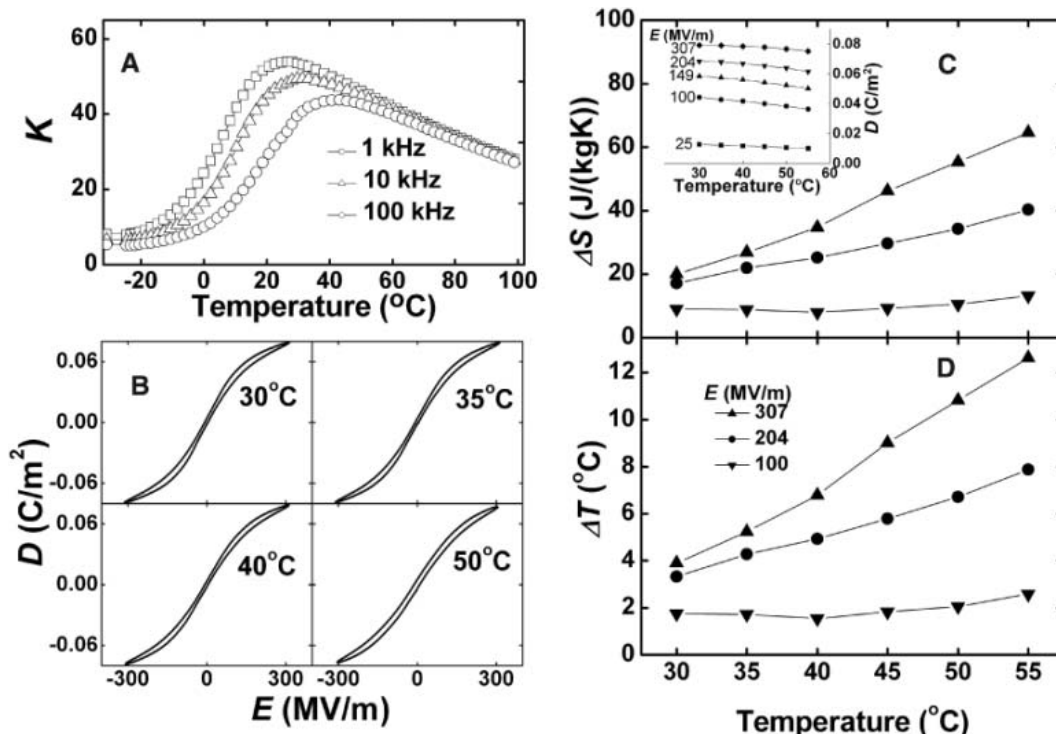 A
K
60
40
20
0
1 kHz
10 kHz
100 kHz
-20 0 20 40 60 80 100
Temperature (°C)
B
D (C/m²)
0.06
0.00
-0.06
0.06
0.00
-0.06
30°C
35°C
40°C
50°C
-300 0 300 -300 0 300
E (MV/m)
C
ΔS (J/(kgK))
100
80
60
40
20
0
E (MV/m)
307
204
149
100
25
0.08
0.06
0.04
0.02
0.00
D (C/m²)
30 40 50 60
Temperature (°C)
D
ΔT (°C)
12
10
8
6
4
2
0
E (MV/m)
307
204
100
30 35 40 45 50 55
Temperature (°C)